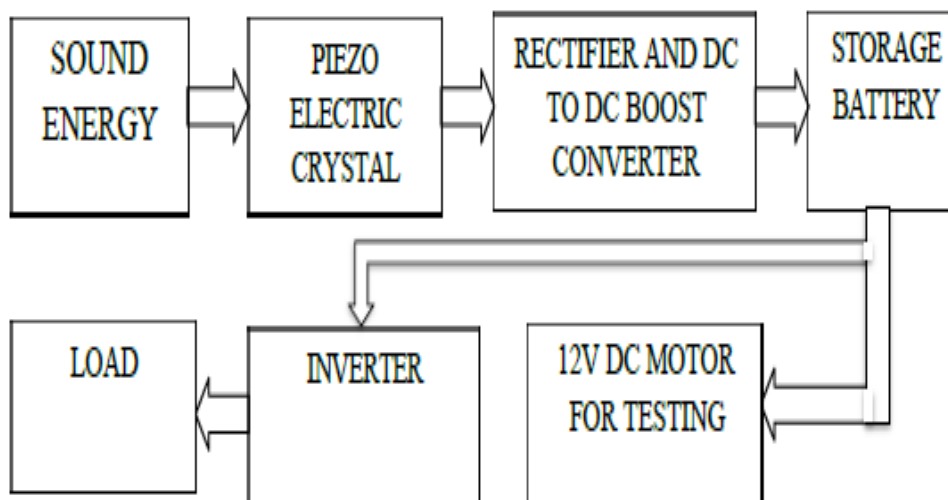 SOUND
ENERGY
PIEZO
ELECTRIC
CRYSTAL
RECTIFIER AND DC
TO DC BOOST
CONVERTER
STORAGE
BATTERY
LOAD
INVERTER
12V DC MOTOR
FOR TESTING